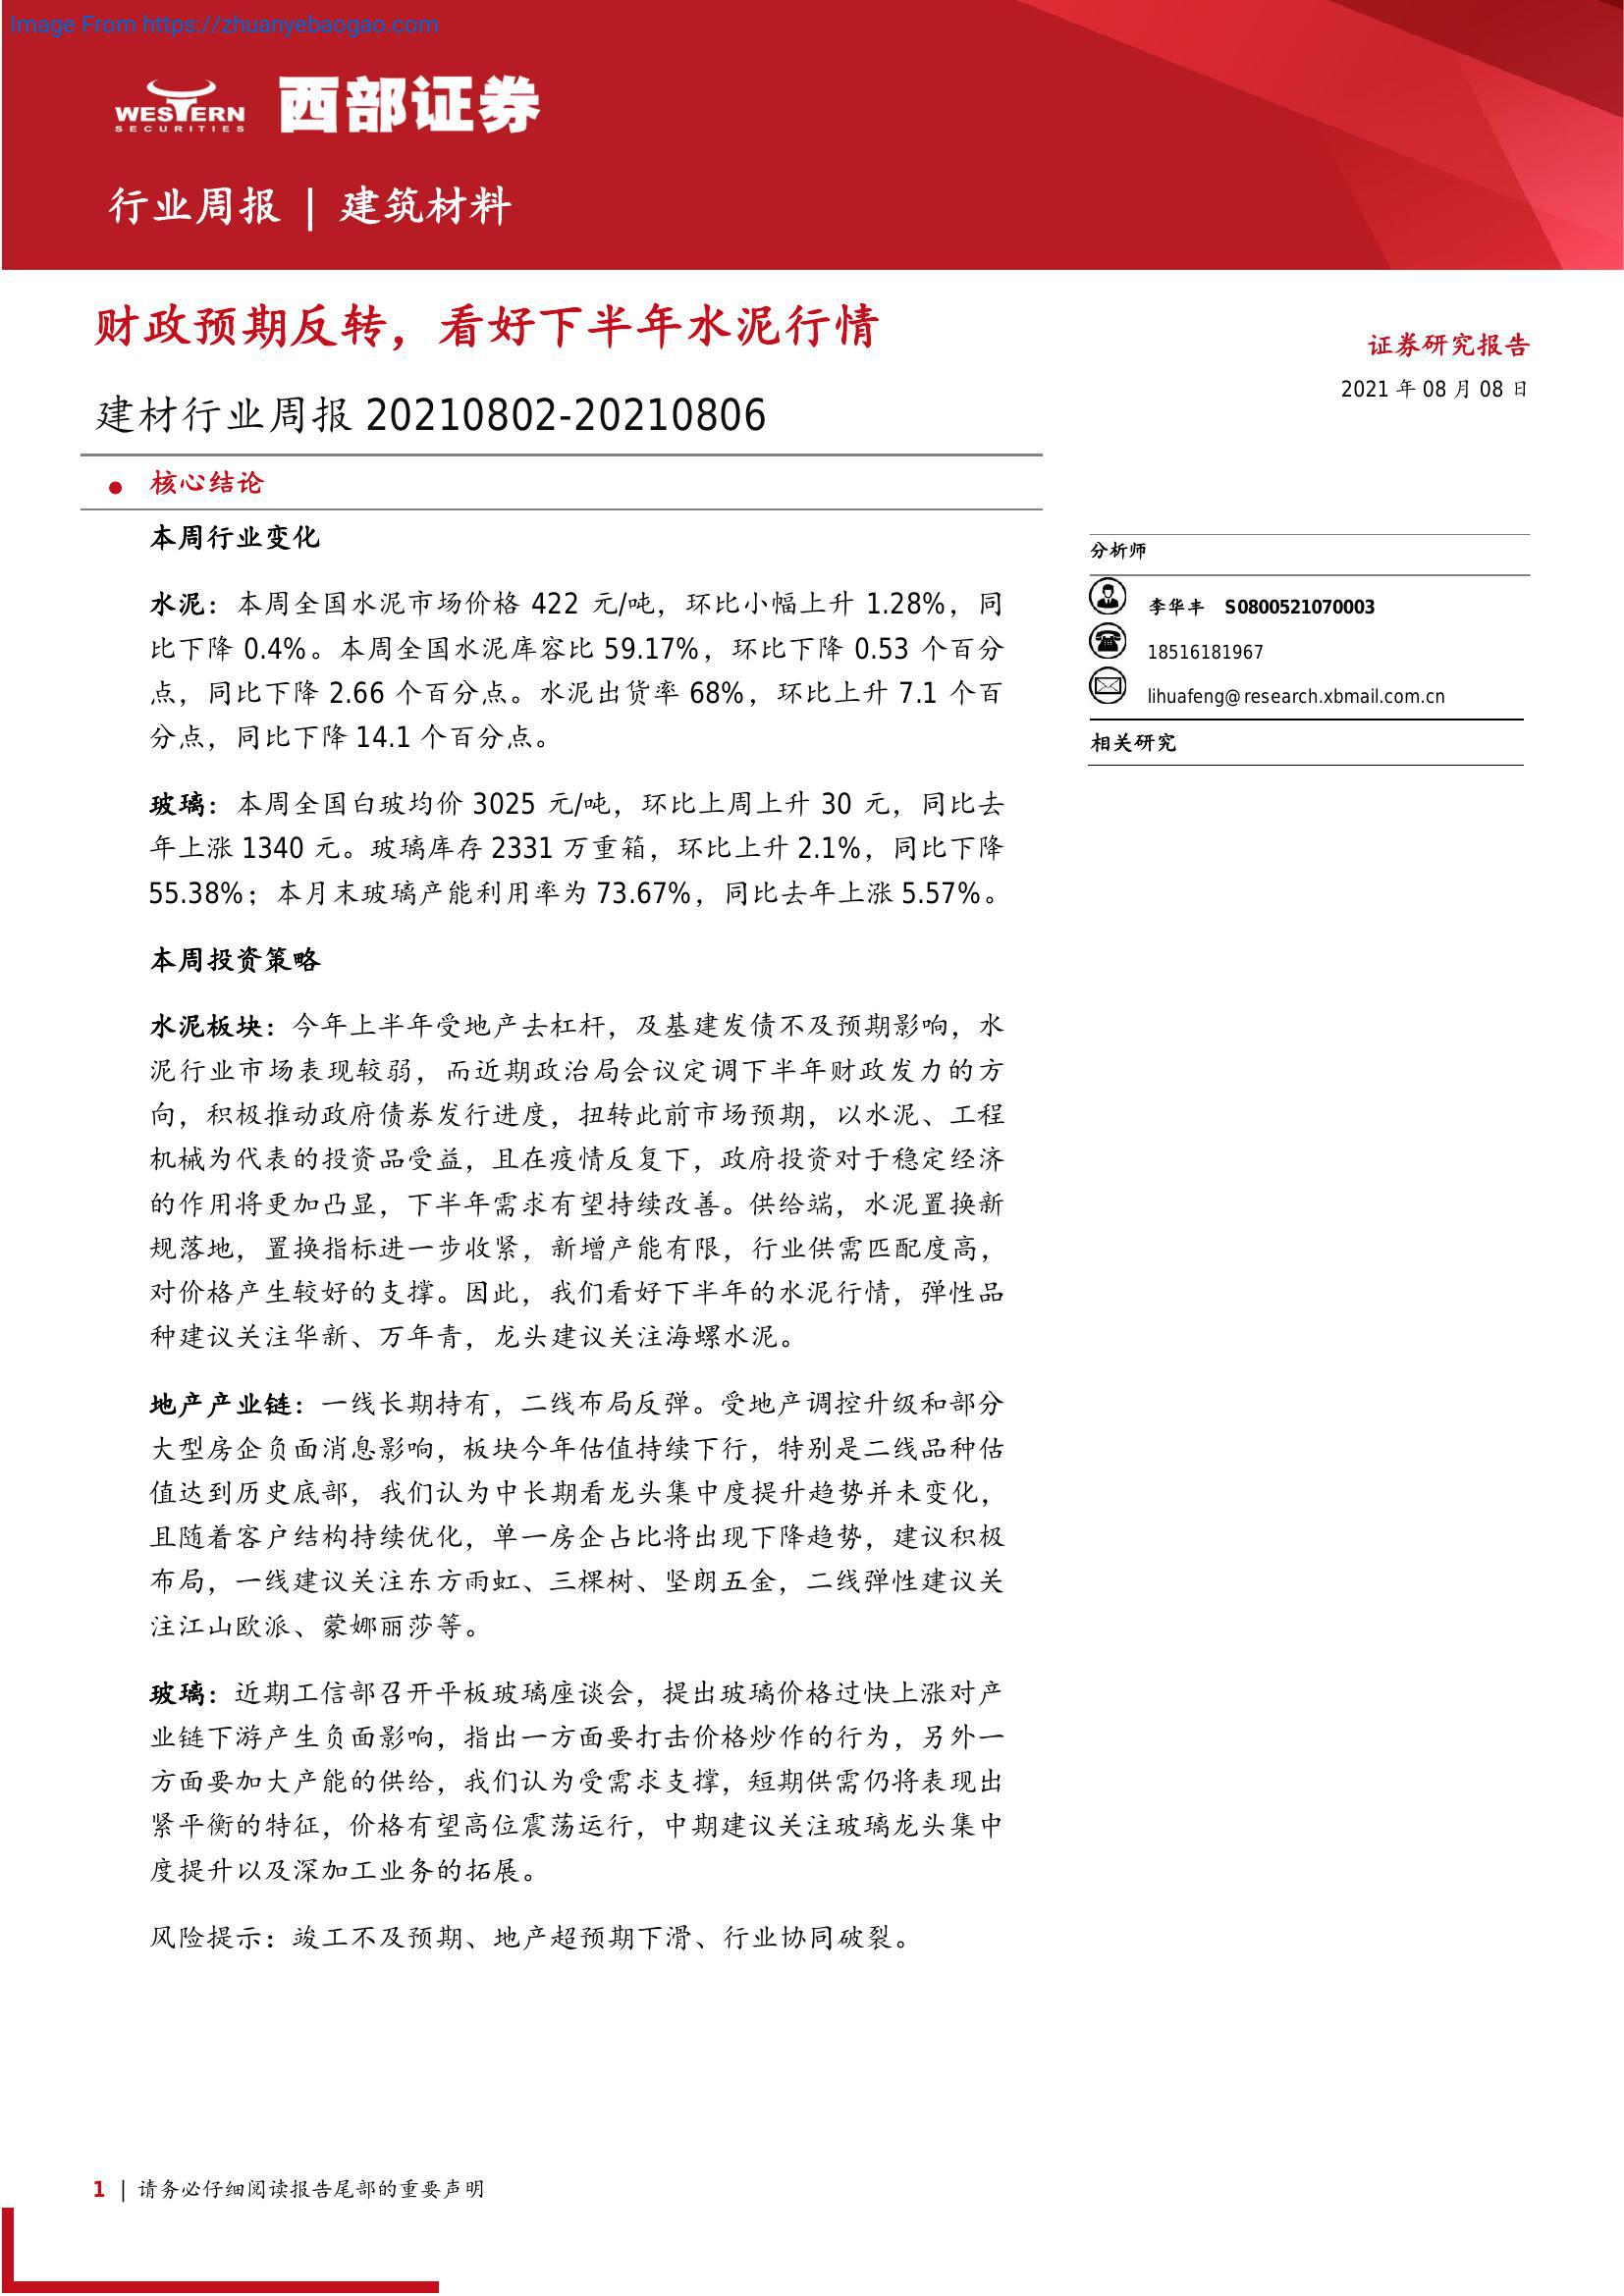 Image From https://zhuanyebaogao.com
WESTERN
SECURITIES
西部证券
行业周报 | 建筑材料
财政预期反转，看好下半年水泥行情
建材行业周报 20210802-20210806
证券研究报告
2021 年 08 月 08 日
● 核心结论
本周行业变化
水泥：本周全国水泥市场价格 422 元/吨，环比小幅上升 1.28%，同
比下降 0.4%。本周全国水泥库容比 59.17%，环比下降 0.53 个百分
点，同比下降 2.66 个百分点。水泥出货率 68%，环比上升 7.1 个百
分点，同比下降 14.1 个百分点。
玻璃：本周全国白玻均价 3025 元/吨，环比上周上升 30 元，同比去
年上涨 1340 元。玻璃库存 2331 万重箱，环比上升 2.1%，同比下降
55.38%；本月末玻璃产能利用率为 73.67%，同比去年上涨 5.57%。
本周投资策略
水泥板块：今年上半年受地产去杠杆，及基建发债不及预期影响，水
泥行业市场表现较弱，而近期政治局会议定调下半年财政发力的方
向，积极推动政府债券发行进度，扭转此前市场预期，以水泥、工程
机械为代表的投资品受益，且在疫情反复下，政府投资对于稳定经济
的作用将更加凸显，下半年需求有望持续改善。供给端，水泥置换新
规落地，置换指标进一步收紧，新增产能有限，行业供需匹配度高，
对价格产生较好的支撑。因此，我们看好下半年的水泥行情，弹性品
种建议关注华新、万年青，龙头建议关注海螺水泥。
地产产业链：一线长期持有，二线布局反弹。受地产调控升级和部分
大型房企负面消息影响，板块今年估值持续下行，特别是二线品种估
值达到历史底部，我们认为中长期看龙头集中度提升趋势并未变化，
且随着客户结构持续优化，单一房企占比将出现下降趋势，建议积极
布局，一线建议关注东方雨虹、三棵树、坚朗五金，二线弹性建议关
注江山欧派、蒙娜丽莎等。
玻璃：近期工信部召开平板玻璃座谈会，提出玻璃价格过快上涨对产
业链下游产生负面影响，指出一方面要打击价格炒作的行为，另外一
方面要加大产能的供给，我们认为受需求支撑，短期供需仍将表现出
紧平衡的特征，价格有望高位震荡运行，中期建议关注玻璃龙头集中
度提升以及深加工业务的拓展。
风险提示：竣工不及预期、地产超预期下滑、行业协同破裂。
分析师
李华丰 S0800521070003
18516181967
lihuafeng@research.xbmail.com.cn
相关研究
1 | 请务必仔细阅读报告尾部的重要声明